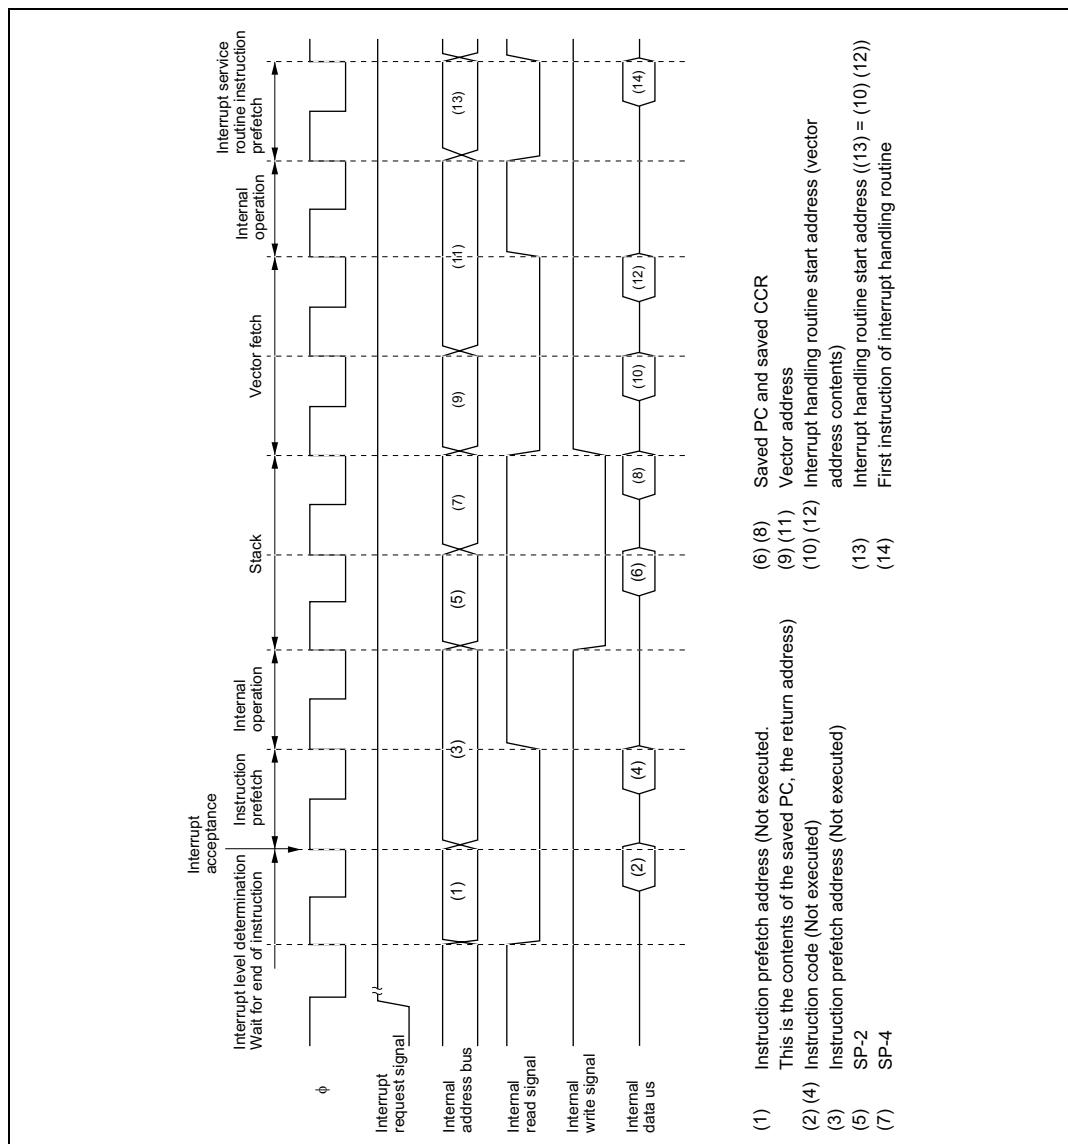 Interrupt
acceptance
Interrupt level determination
Wait for end of instruction
Instruction
prefetch
Internal
operation
Stack
Vector fetch
Internal
operation
Interrupt service
routine instruction
prefetch
φ
Interrupt
request signal
Internal
address bus
(1)
(3)
(5)
(7)
(9)
(11)
(13)
Internal
read signal
Internal
write signal
Internal
data us
(2)
(4)
(6)
(8)
(10)
(12)
(14)
(1) Instruction prefetch address (Not executed.
This is the contents of the saved PC, the return address)
(2) (4) Instruction code (Not executed)
(3) Instruction prefetch address (Not executed)
(5) SP-2
(7) SP-4
(6) (8) Saved PC and saved CCR
(9) (11) Vector address
(10) (12) Interrupt handling routine start address (vector
address contents)
(13) Interrupt handling routine start address ((13) = (10) (12))
(14) First instruction of interrupt handling routine